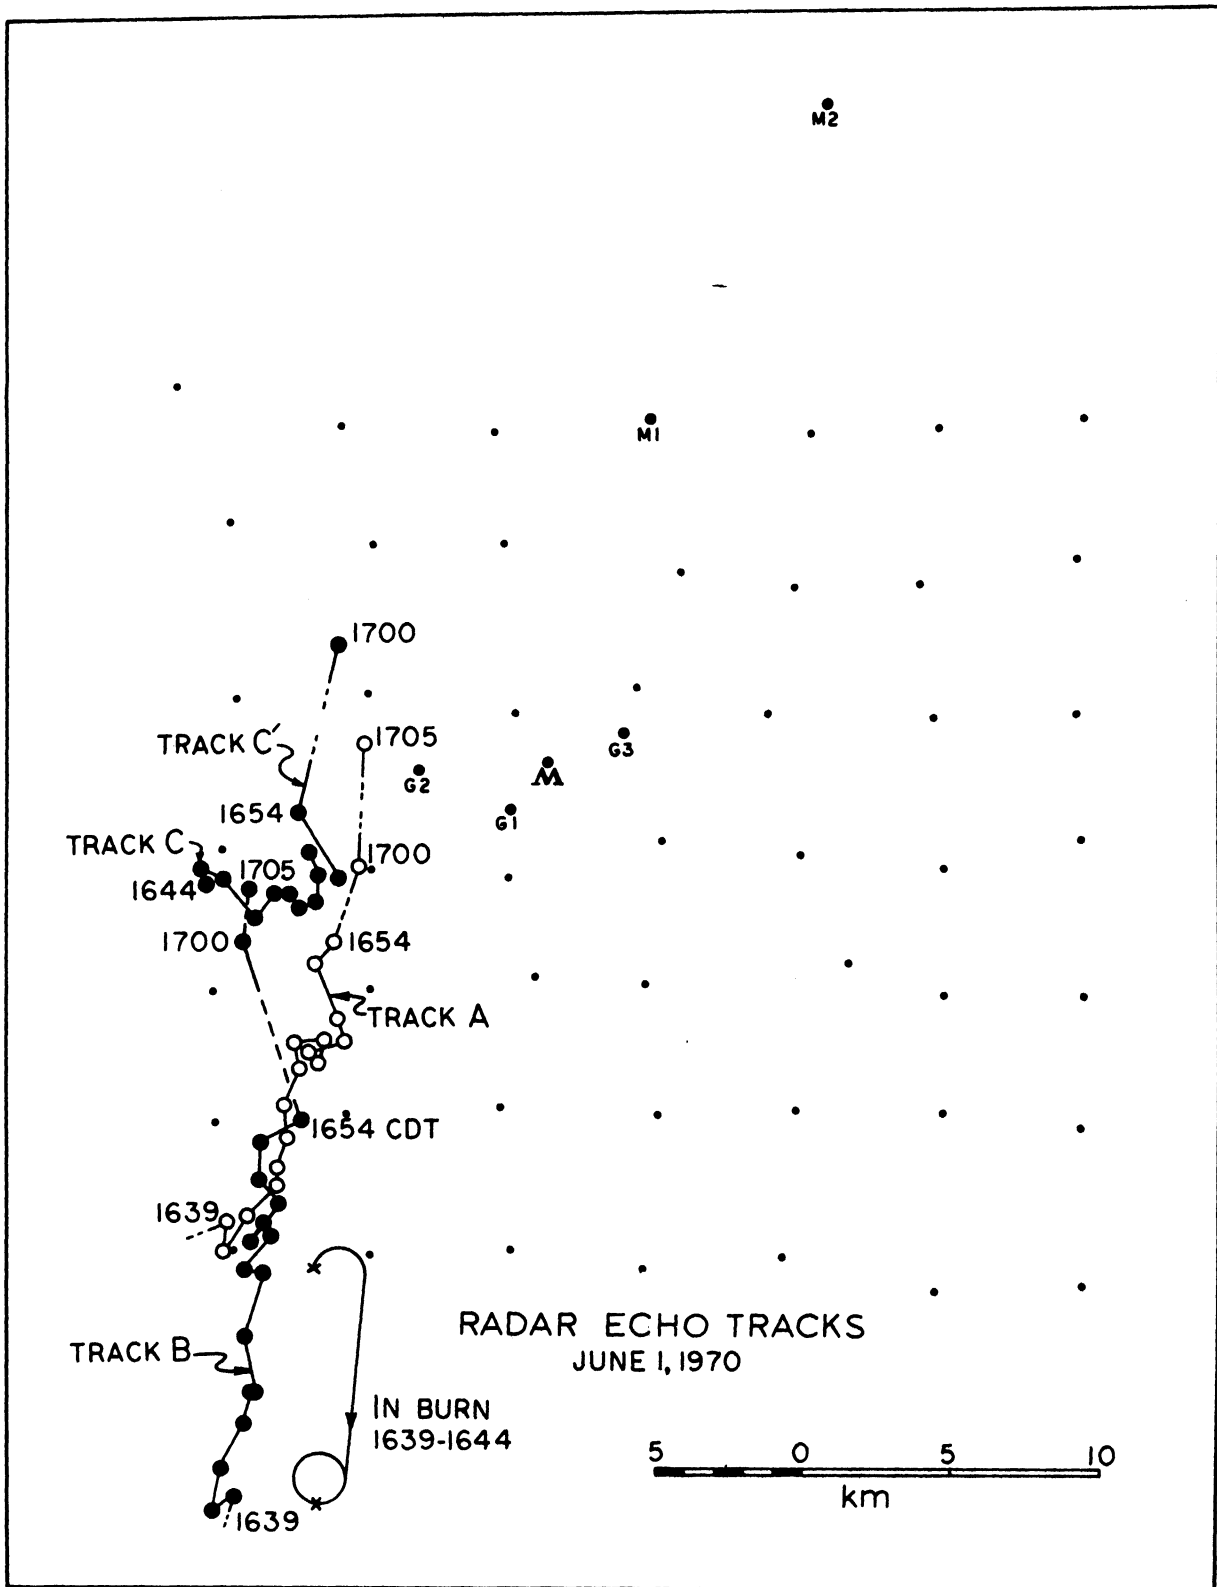 M2
M1
1700
TRACK C′
1705
G3
G2
M
1654
G1
TRACK C
1705
1700
1644
1700
1654
TRACK A
1654 CDT
1639
RADAR ECHO TRACKS
JUNE 1, 1970
TRACK B
IN BURN
1639-1644
5 0 5 10
km
1639